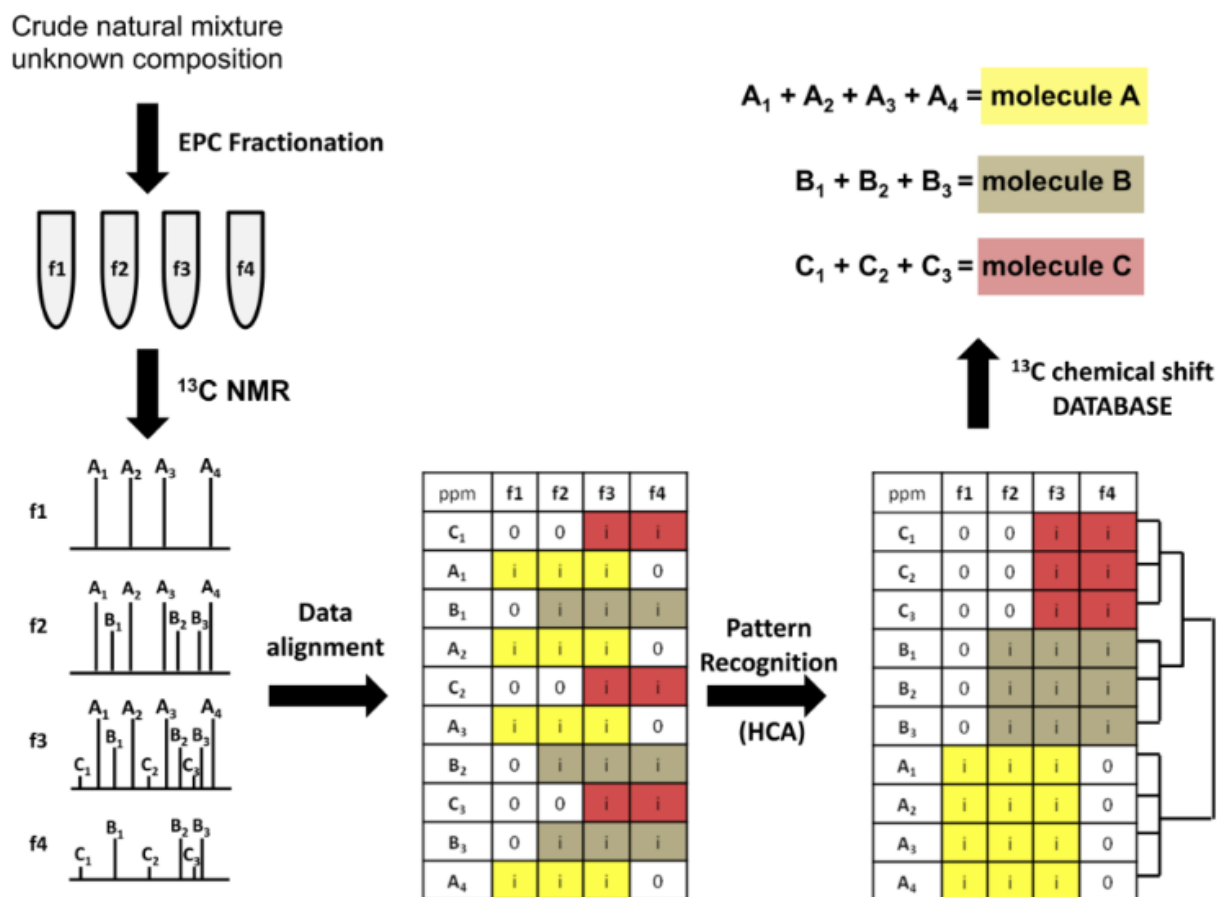 Crude natural mixture
unknown composition
EPC Fractionation
f1 f2 f3 f4
¹³C NMR
f1
A₁ A₂ A₃ A₄
f2
A₁ A₂ A₃ A₄
B₁ B₂ B₃
f3
A₁ A₂ A₃ A₄
B₁ B₂ B₃
C₁ C₂ C₃
f4
B₁ B₂ B₃
C₁ C₂ C₃
Data
alignment
ppm f1 f2 f3 f4
C₁ 0 0 i i
A₁ i i i 0
B₁ 0 i i i
A₂ i i i 0
C₂ 0 0 i i
A₃ i i i 0
B₂ 0 i i i
C₃ 0 0 i i
B₃ 0 i i i
A₄ i i i 0
Pattern
Recognition
(HCA)
ppm f1 f2 f3 f4
C₁ 0 0 i i
C₂ 0 0 i i
C₃ 0 0 i i
B₁ 0 i i i
B₂ 0 i i i
B₃ 0 i i i
A₁ i i i 0
A₂ i i i 0
A₃ i i i 0
A₄ i i i 0
¹³C chemical shift
DATABASE
A₁ + A₂ + A₃ + A₄ = molecule A
B₁ + B₂ + B₃ = molecule B
C₁ + C₂ + C₃ = molecule C